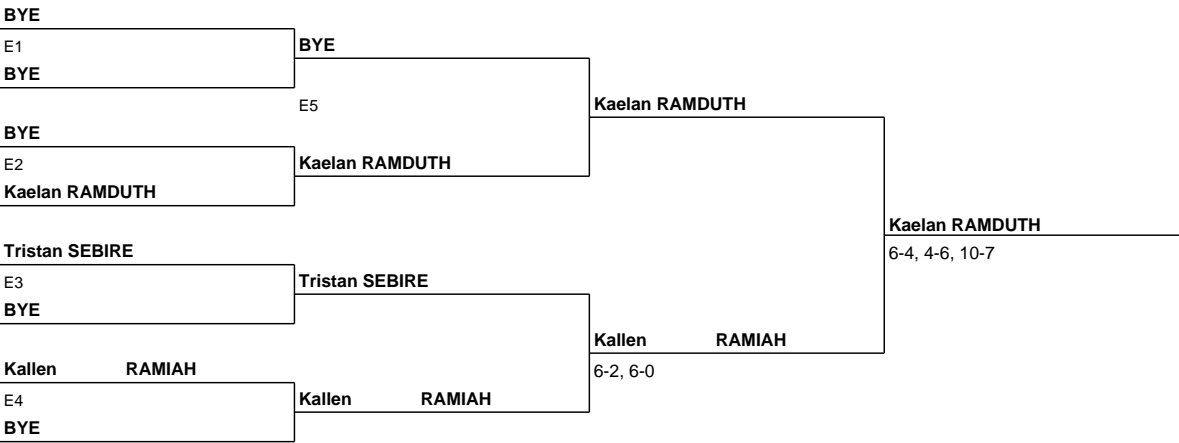 BYE
E1
BYE
BYE
E5
Kaelan RAMDUTH
BYE
E2
Kaelan RAMDUTH
Kaelan RAMDUTH
Kaelan RAMDUTH
6-4, 4-6, 10-7
Tristan SEBIRE
E3
Tristan SEBIRE
BYE
Kallen RAMIAH
6-2, 6-0
Kallen RAMIAH
E4
Kallen RAMIAH
BYE